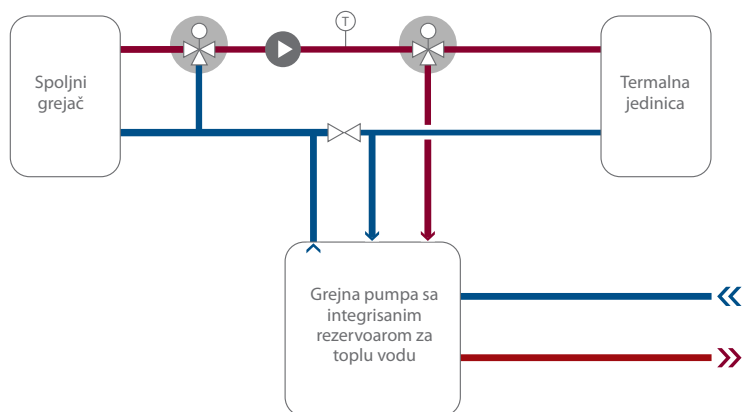 T
Spoljni
grejač
Termalna
jedinica
Grejna pumpa sa
integrisanim
rezervoarom za
toplu vodu